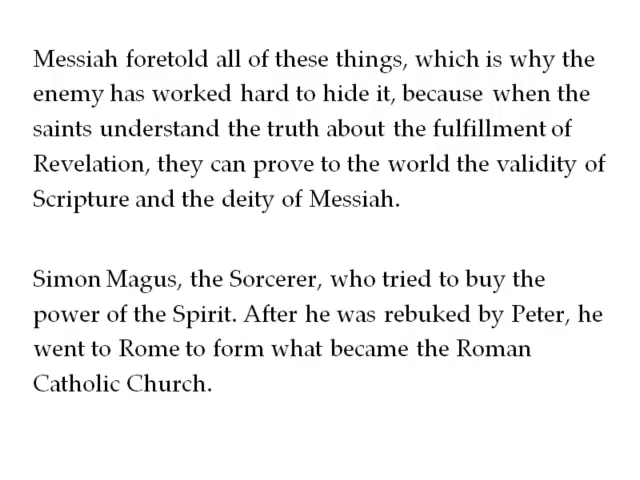 Messiah foretold all of these things, which is why the
enemy has worked hard to hide it, because when the
saints understand the truth about the fulfillment of
Revelation, they can prove to the world the validity of
Scripture and the deity of Messiah.
Simon Magus, the Sorcerer, who tried to buy the
power of the Spirit. After he was rebuked by Peter, he
went to Rome to form what became the Roman
Catholic Church.